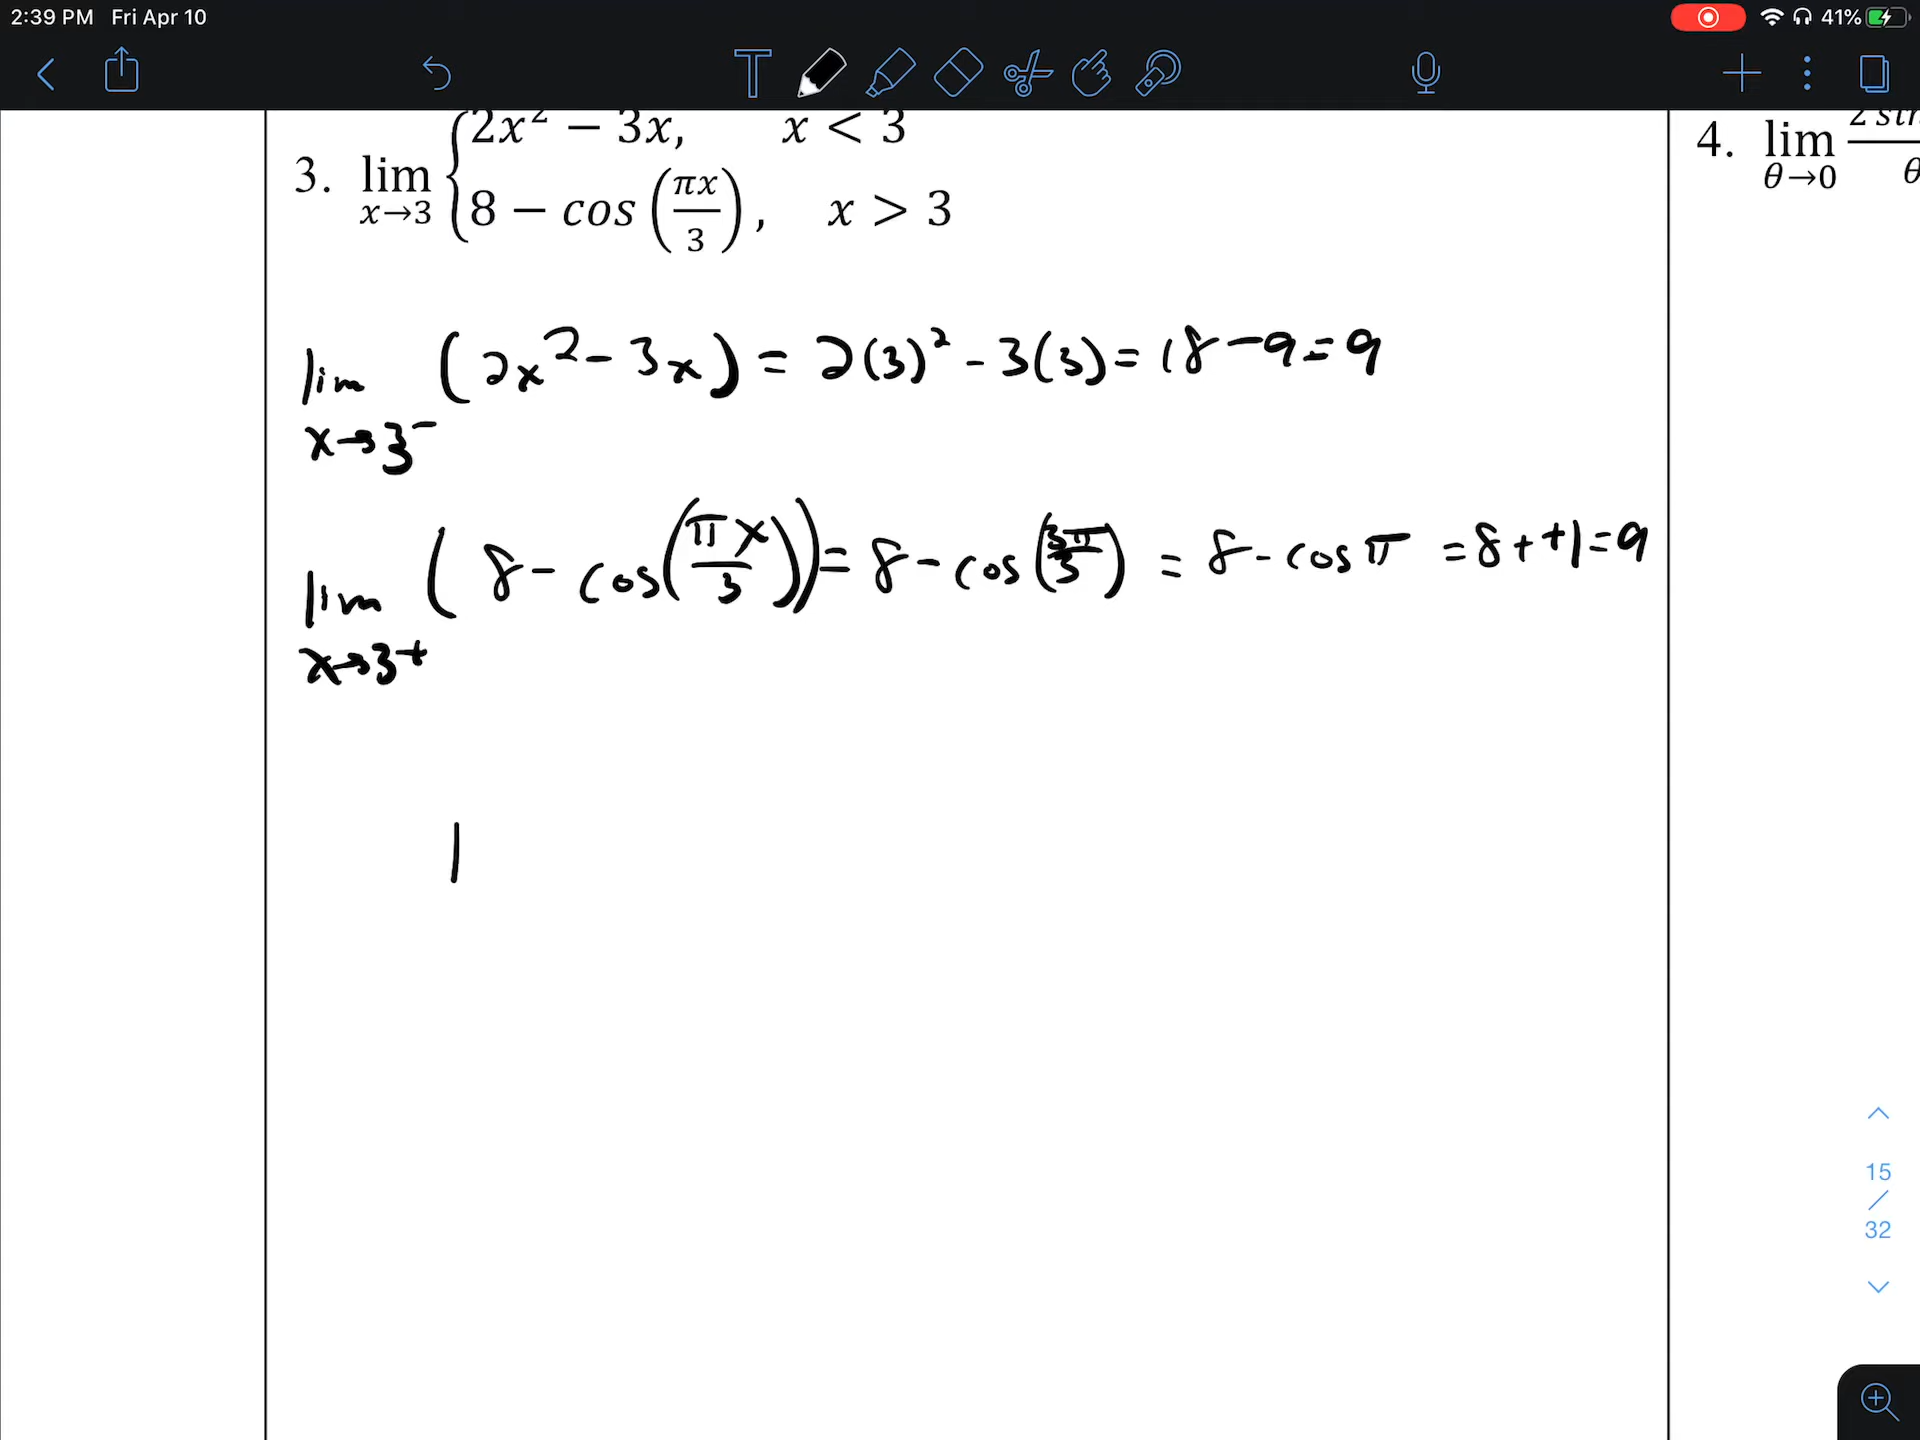 2:39 PM Fri Apr 10 41%
2x² − 3x, x < 3
3. lim
x→3
8 − cos(πx/3), x > 3
4. lim
θ→0
θ
lim (2x² − 3x) = 2(3)² − 3(3) = 18 − 9 = 9
x→3⁻
lim (8 − cos(πx/3)) = 8 − cos(3π/3) = 8 − cos π = 8 + +1 = 9
x→3⁺
|
15
/
32